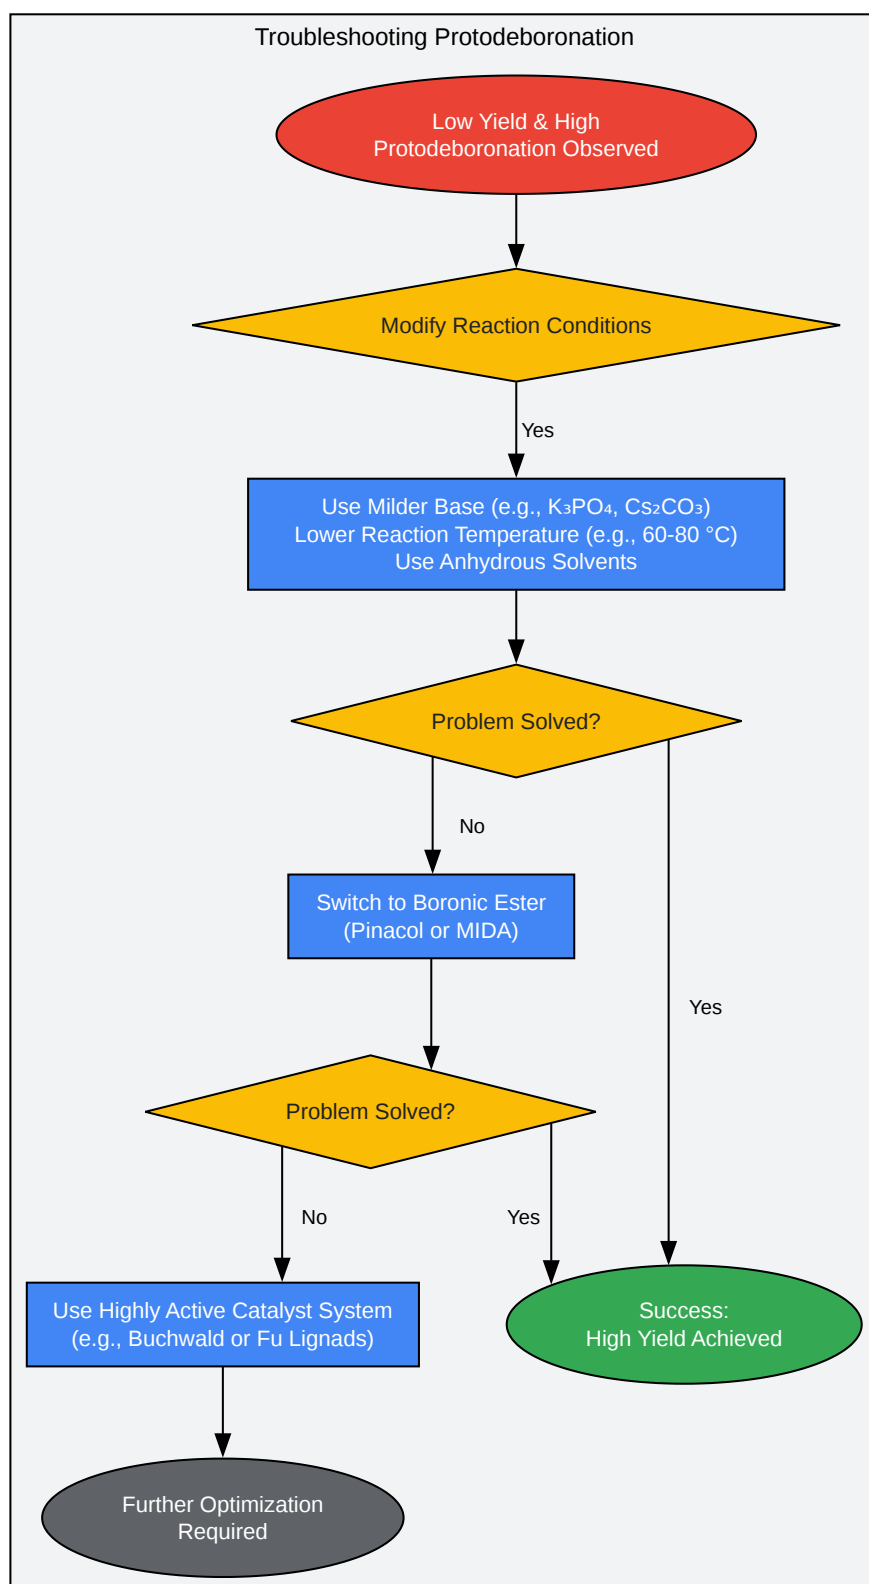 Troubleshooting Protodeboronation
Low Yield & High
Protodeboronation Observed
Modify Reaction Conditions
Yes
Use Milder Base (e.g., K₃PO₄, Cs₂CO₃)
Lower Reaction Temperature (e.g., 60-80 °C)
Use Anhydrous Solvents
Problem Solved?
No
Switch to Boronic Ester
(Pinacol or MIDA)
Yes
Problem Solved?
No
Yes
Use Highly Active Catalyst System
(e.g., Buchwald or Fu Lignads)
Success:
High Yield Achieved
Further Optimization
Required